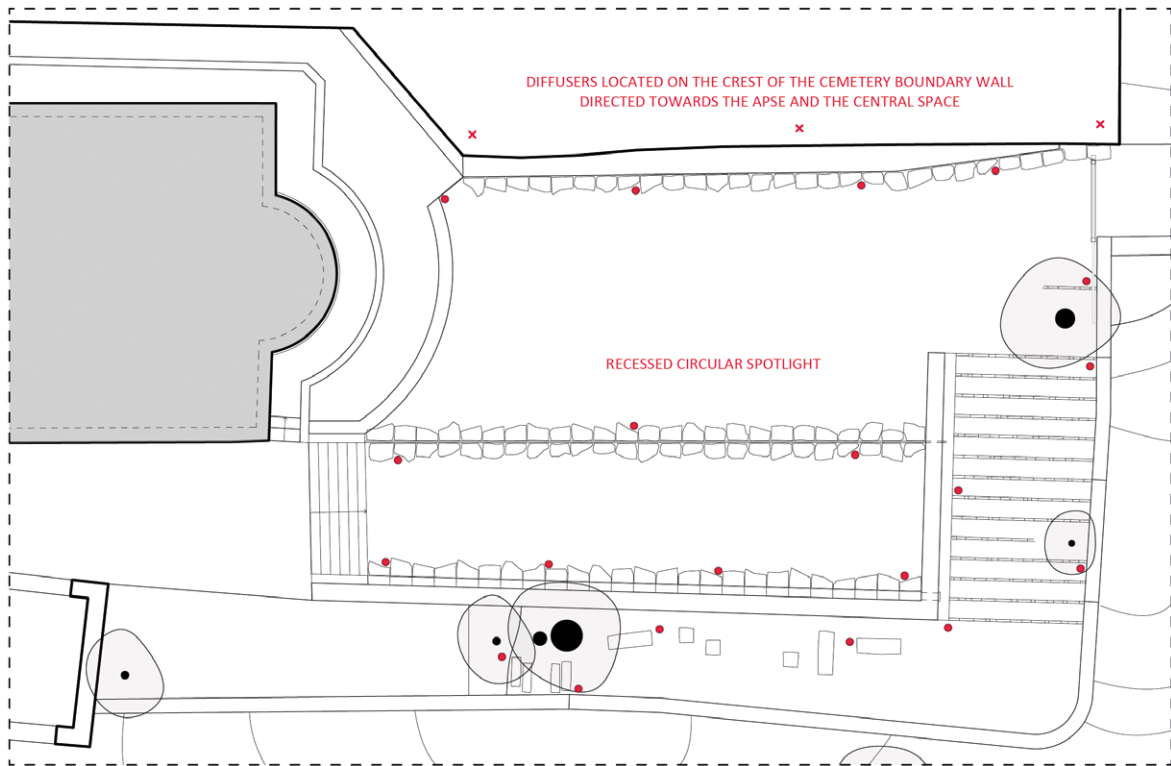 DIFFUSERS LOCATED ON THE CREST OF THE CEMETERY BOUNDARY WALL
DIRECTED TOWARDS THE APSE AND THE CENTRAL SPACE
RECESSED CIRCULAR SPOTLIGHT